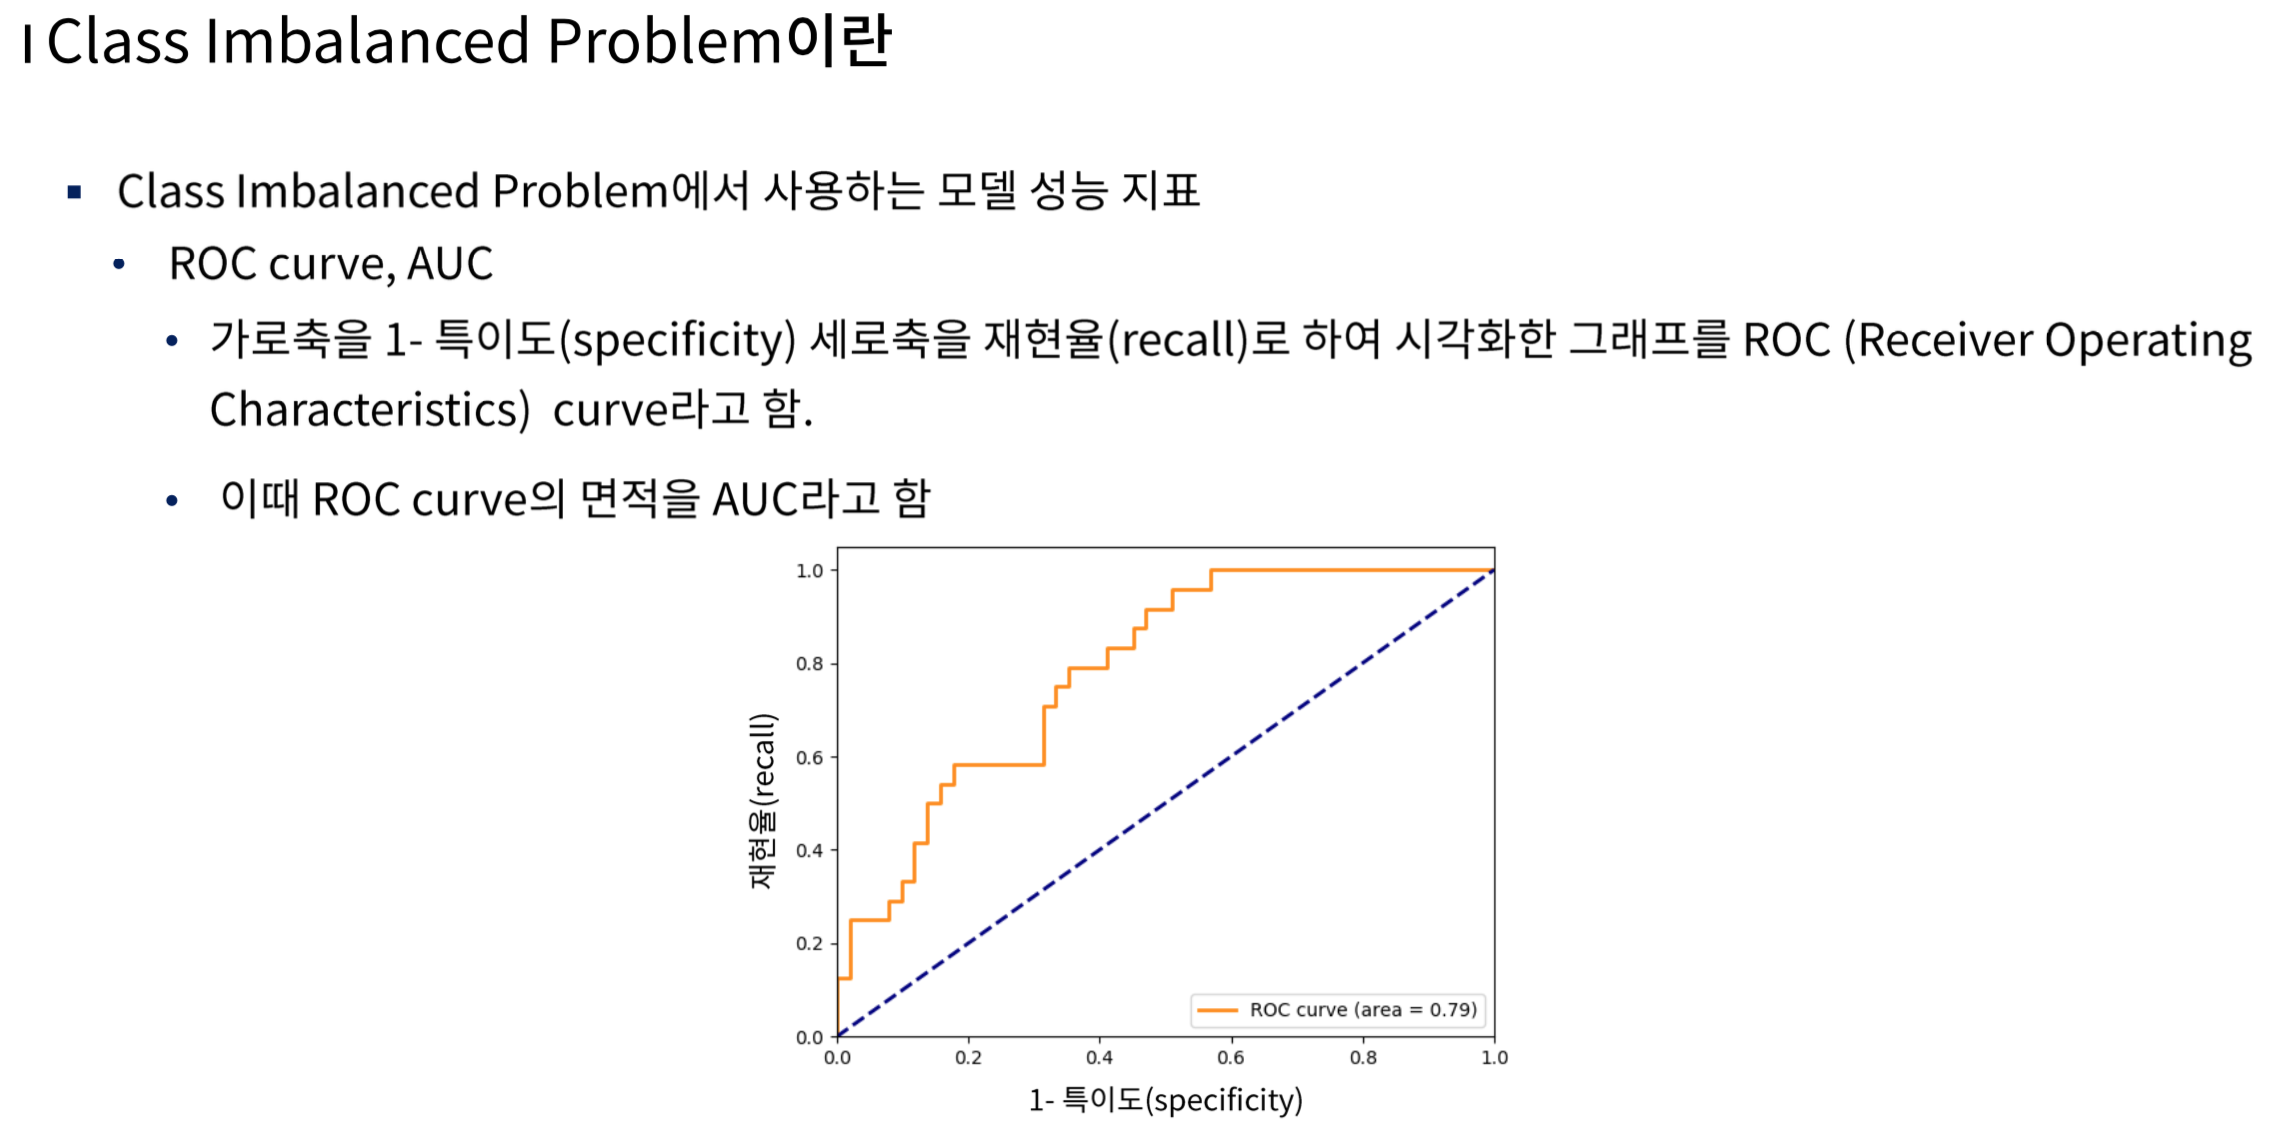 Class Imbalanced Problem이란
▪ Class Imbalanced Problem에서 사용하는 모델 성능 지표
• ROC curve, AUC
• 가로축을 1- 특이도(specificity) 세로축을 재현율(recall)로 하여 시각화한 그래프를 ROC (Receiver Operating
Characteristics) curve라고 함.
• 이때 ROC curve의 면적을 AUC라고 함
재현율(recall)
1.0
0.8
0.6
0.4
0.2
0.0
ROC curve (area = 0.79)
0.0 0.2 0.4 0.6 0.8 1.0
1- 특이도(specificity)